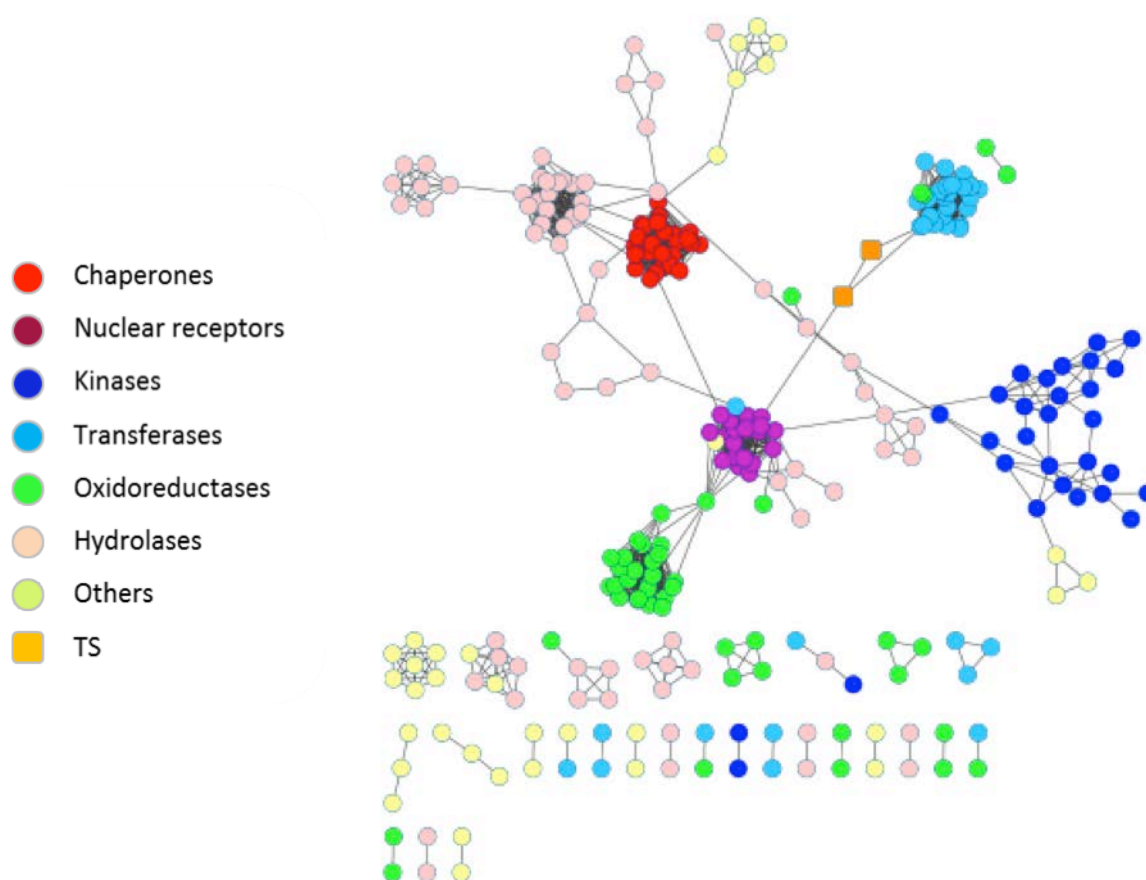 Chaperones
Nuclear receptors
Kinases
Transferases
Oxidoreductases
Hydrolases
Others
TS